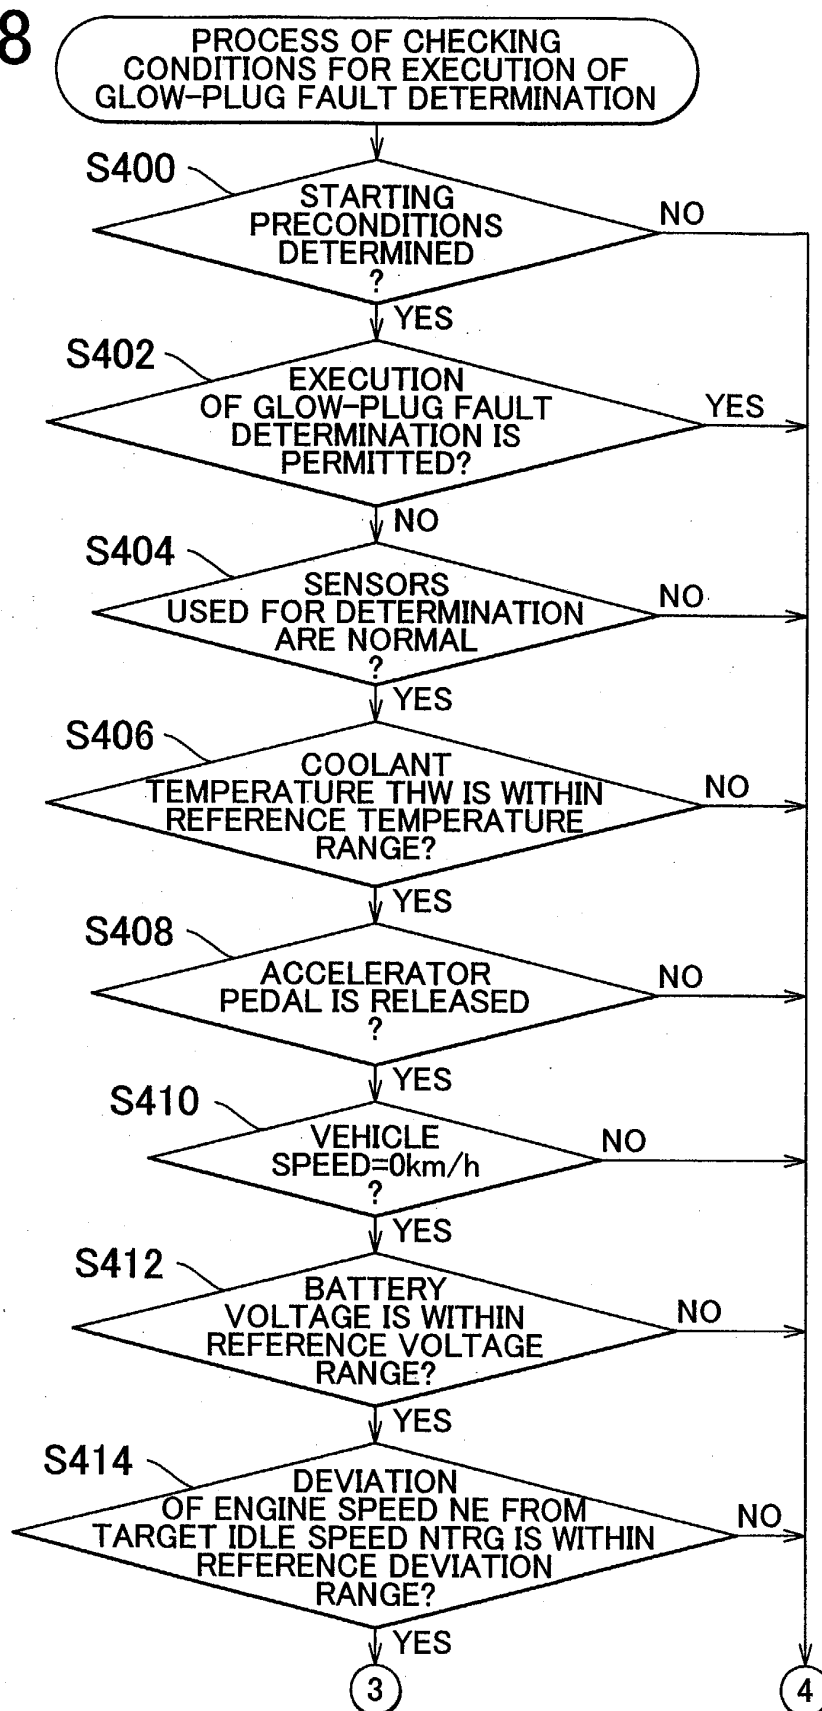 8
PROCESS OF CHECKING
CONDITIONS FOR EXECUTION OF
GLOW-PLUG FAULT DETERMINATION
S400
STARTING
PRECONDITIONS
DETERMINED
?
NO
YES
S402
EXECUTION
OF GLOW-PLUG FAULT
DETERMINATION IS
PERMITTED?
YES
NO
S404
SENSORS
USED FOR DETERMINATION
ARE NORMAL
?
NO
YES
S406
COOLANT
TEMPERATURE THW IS WITHIN
REFERENCE TEMPERATURE
RANGE?
NO
YES
S408
ACCELERATOR
PEDAL IS RELEASED
?
NO
YES
S410
VEHICLE
SPEED=0km/h
?
NO
YES
S412
BATTERY
VOLTAGE IS WITHIN
REFERENCE VOLTAGE
RANGE?
NO
YES
S414
DEVIATION
OF ENGINE SPEED NE FROM
TARGET IDLE SPEED NTRG IS WITHIN
REFERENCE DEVIATION
RANGE?
NO
YES
3
4